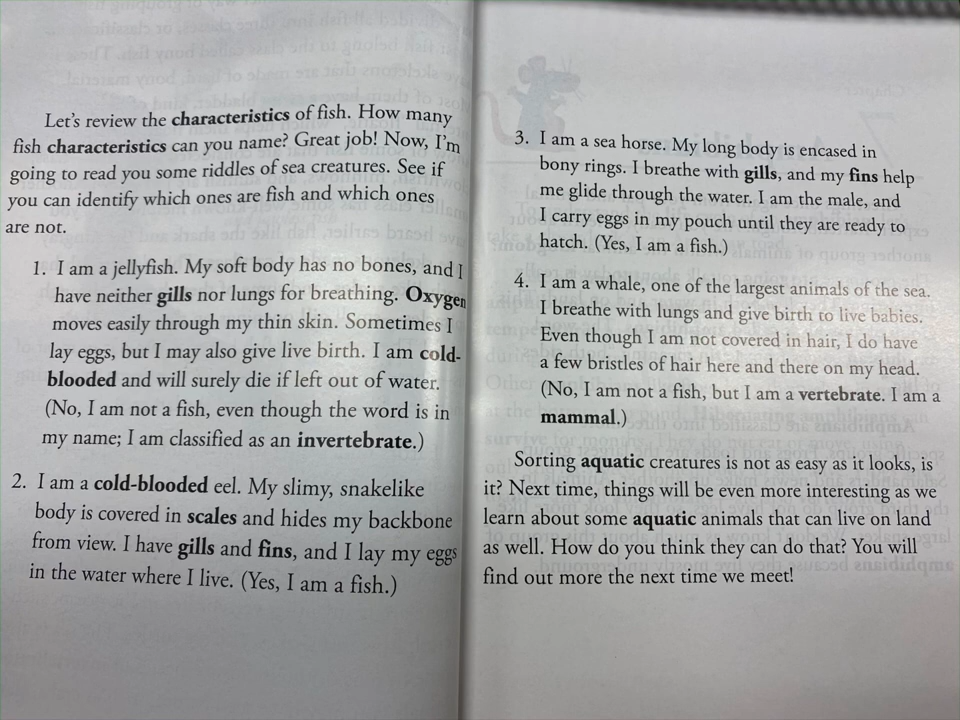 Let's review the characteristics of fish. How many
fish characteristics can you name? Great job! Now, I'm
going to read you some riddles of sea creatures. See if
you can identify which ones are fish and which ones
are not.
1. I am a jellyfish. My soft body has no bones, and I
have neither gills nor lungs for breathing. Oxygen
moves easily through my thin skin. Sometimes I
lay eggs, but I may also give live birth. I am cold-
blooded and will surely die if left out of water.
(No, I am not a fish, even though the word is in
my name; I am classified as an invertebrate.)
2. I am a cold-blooded eel. My slimy, snakelike
body is covered in scales and hides my backbone
from view. I have gills and fins, and I lay my eggs
in the water where I live. (Yes, I am a fish.)
3. I am a sea horse. My long body is encased in
bony rings. I breathe with gills, and my fins help
me glide through the water. I am the male, and
I carry eggs in my pouch until they are ready to
hatch. (Yes, I am a fish.)
4. I am a whale, one of the largest animals of the sea.
I breathe with lungs and give birth to live babies.
Even though I am not covered in hair, I do have
a few bristles of hair here and there on my head.
(No, I am not a fish, but I am a vertebrate. I am a
mammal.)
Sorting aquatic creatures is not as easy as it looks, is
it? Next time, things will be even more interesting as we
learn about some aquatic animals that can live on land
as well. How do you think they can do that? You will
find out more the next time we meet!